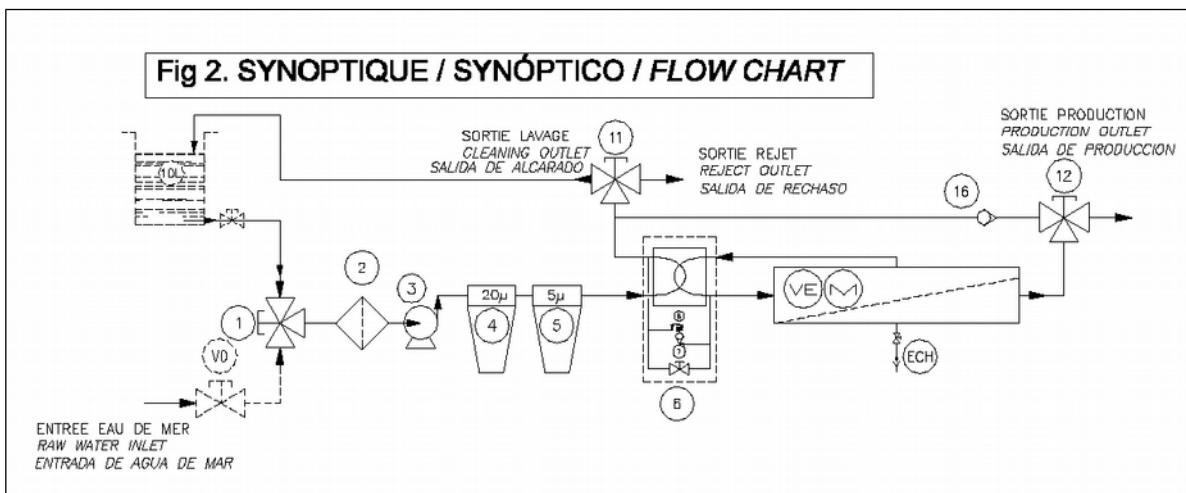 Fig 2. SYNOPTIQUE / SYNÓPTICO / FLOW CHART
SORTIE PRODUCTION
PRODUCTION OUTLET
SALIDA DE PRODUCCION
12
SORTIE LAVAGE
CLEANING OUTLET
SALIDA DE ALCARADO
11
SORTIE REJET
REJECT OUTLET
SALIDA DE RECHASO
10L
16
2
3
1
VO
20µ
4
5µ
5
6
VE
M
ECH
ENTREE EAU DE MER
RAW WATER INLET
ENTRADA DE AGUA DE MAR